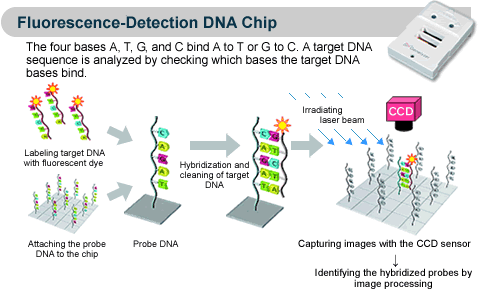 Fluorescence-Detection DNA Chip
The four bases A, T, G, and C bind A to T or G to C. A target DNA
sequence is analyzed by checking which bases the target DNA
bases bind.
Labeling target DNA
with fluorescent dye
Attaching the probe
DNA to the chip
C
A
G
A
T
Probe DNA
Hybridization and
cleaning of target
DNA
C G
A T
G C
A T
T A
Irradiating
laser beam
CCD
Capturing images with the CCD sensor
↓
Identifying the hybridized probes by
image processing